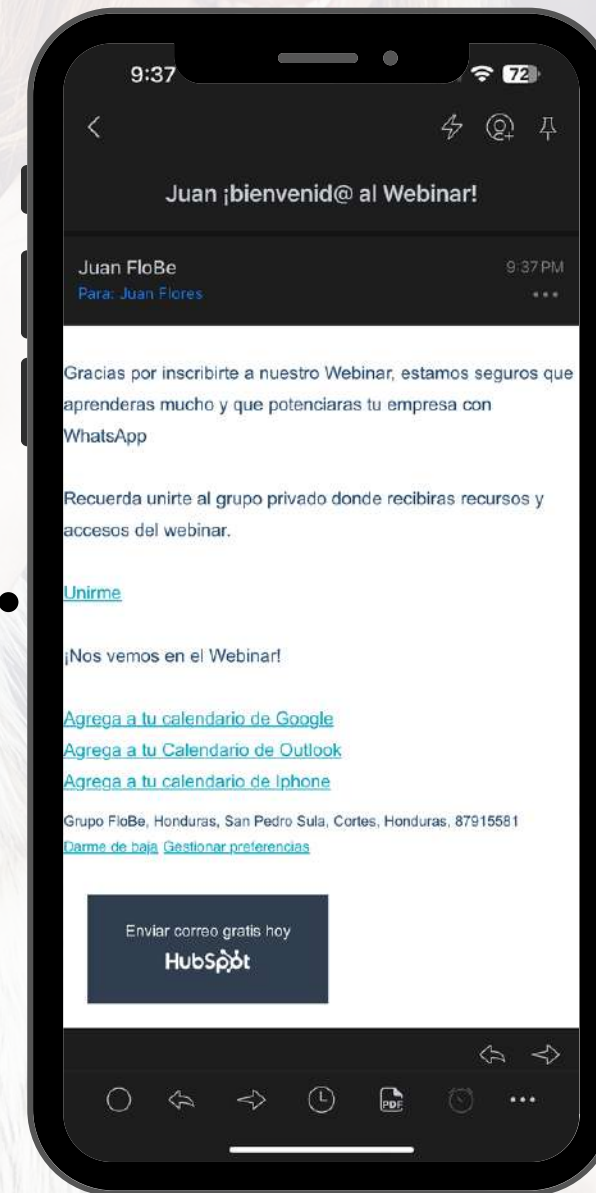 9:37
72
Juan ¡bienvenid@ al Webinar!
Juan FloBe
9:37 PM
Para: Juan Flores
Gracias por inscribirte a nuestro Webinar, estamos seguros que
aprenderas mucho y que potenciaras tu empresa con
WhatsApp
Recuerda unirte al grupo privado donde recibiras recursos y
accesos del webinar.
Unirme
¡Nos vemos en el Webinar!
Agrega a tu calendario de Google
Agrega a tu Calendario de Outlook
Agrega a tu calendario de Iphone
Grupo FloBe, Honduras, San Pedro Sula, Cortes, Honduras, 87915581
Darme de baja Gestionar preferencias
Enviar correo gratis hoy
HubSpot
PDF